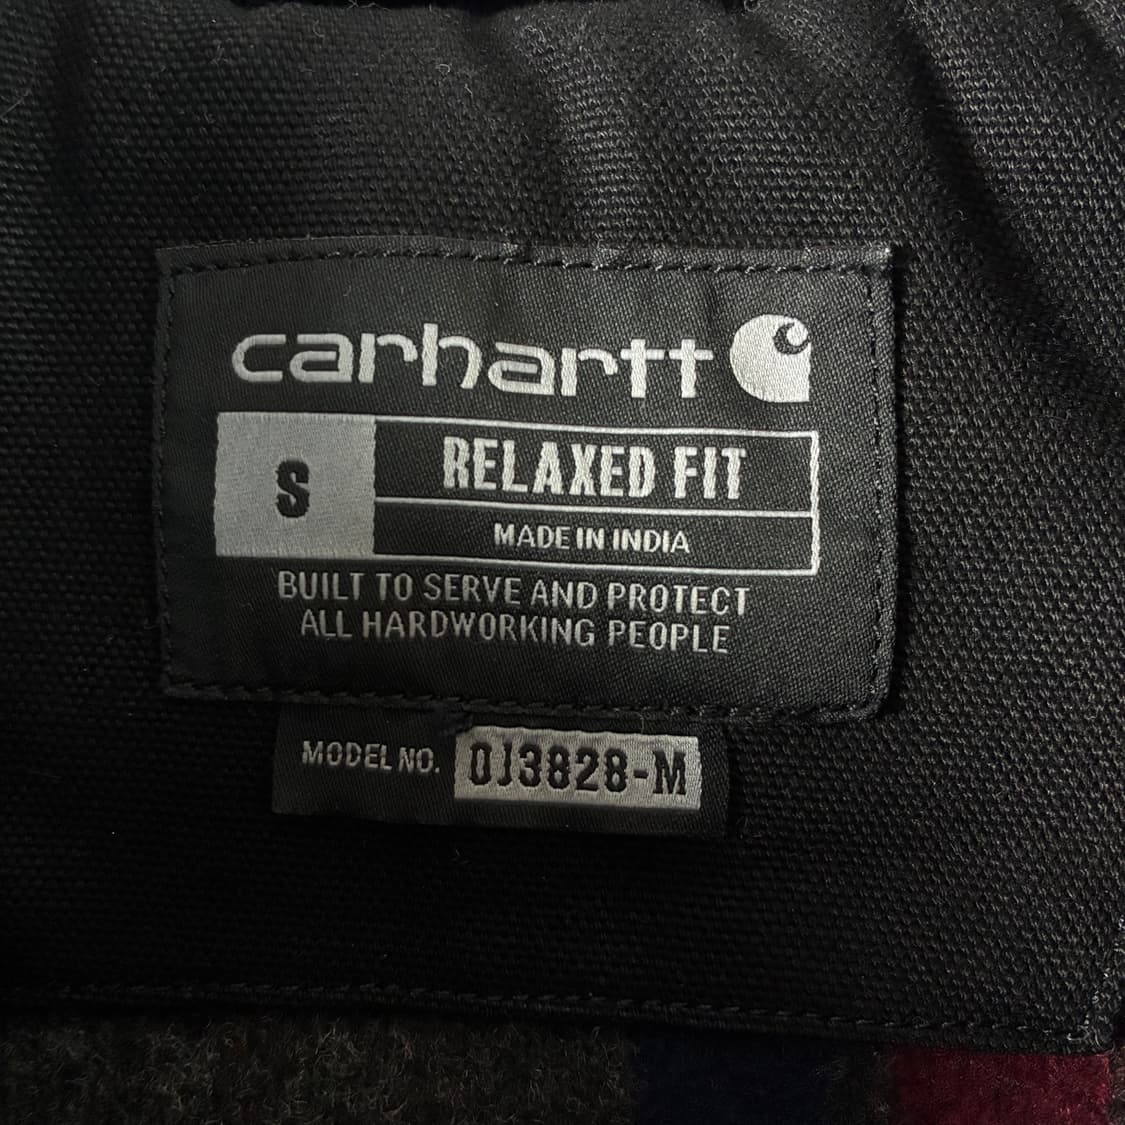 carhartt
S
RELAXED FIT
MADE IN INDIA
BUILT TO SERVE AND PROTECT
ALL HARDWORKING PEOPLE
MODEL NO. OJ3828-M